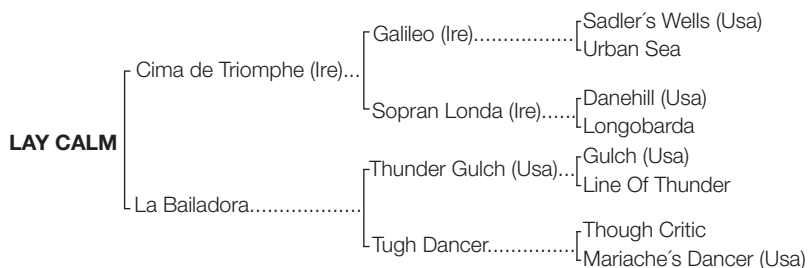 Sadler´s Wells (Usa)
Galileo (Ire)..................
Urban Sea
Cima de Triomphe (Ire)...
Danehill (Usa)
Sopran Londa (Ire)......
Longobarda
LAY CALM
Gulch (Usa)
Thunder Gulch (Usa)...
Line Of Thunder
La Bailadora....................
Though Critic
Tugh Dancer...............
Mariache´s Dancer (Usa)